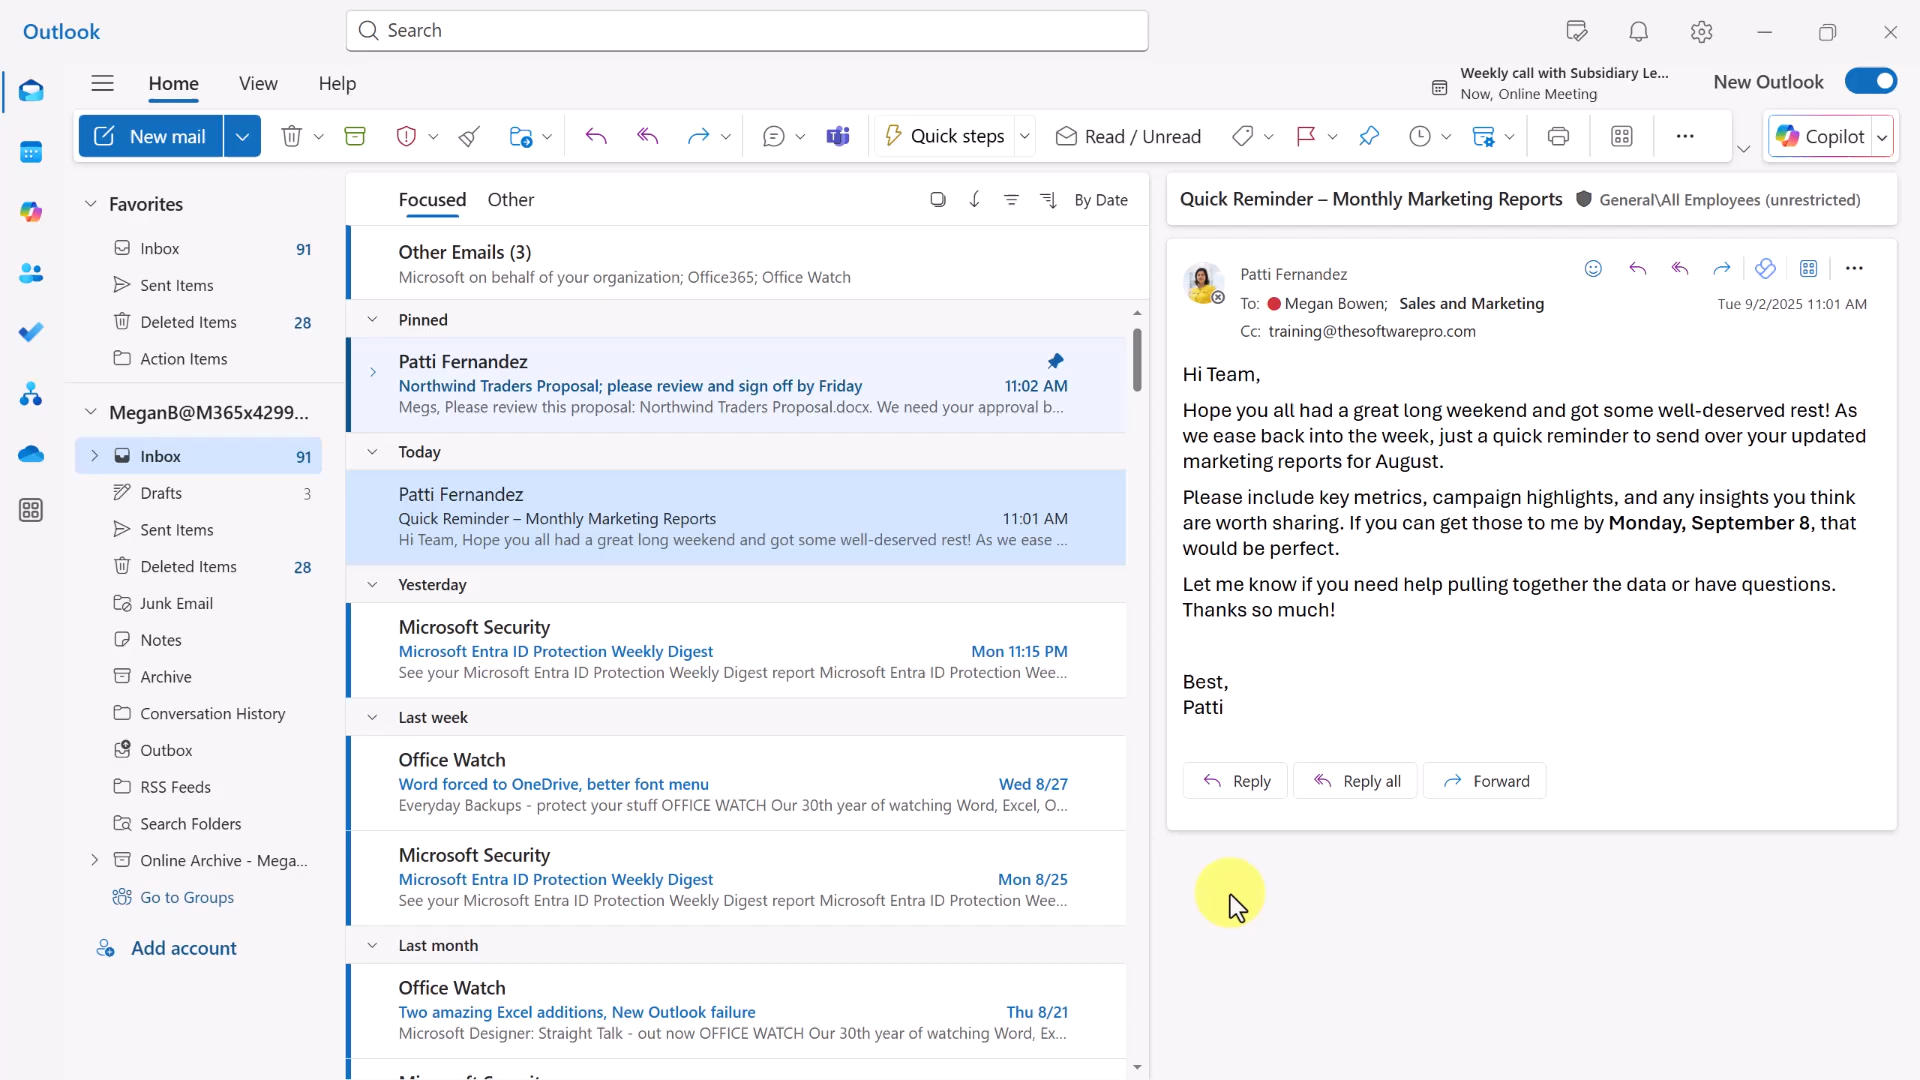 Outlook
Search
Home
View
Help
Weekly call with Subsidiary Le...
Now, Online Meeting
New Outlook
New mail
Quick steps
Read / Unread
Copilot
Favorites
Inbox 91
Sent Items
Deleted Items 28
Action Items
MeganB@M365x4299...
Inbox 91
Drafts 3
Sent Items
Deleted Items 28
Junk Email
Notes
Archive
Conversation History
Outbox
RSS Feeds
Search Folders
Online Archive - Mega...
Go to Groups
Add account
Focused
Other
By Date
Other Emails (3)
Microsoft on behalf of your organization; Office365; Office Watch
Pinned
Patti Fernandez
Northwind Traders Proposal; please review and sign off by Friday 11:02 AM
Megs, Please review this proposal: Northwind Traders Proposal.docx. We need your approval b...
Today
Patti Fernandez
Quick Reminder – Monthly Marketing Reports 11:01 AM
Hi Team, Hope you all had a great long weekend and got some well-deserved rest! As we ease ...
Yesterday
Microsoft Security
Microsoft Entra ID Protection Weekly Digest Mon 11:15 PM
See your Microsoft Entra ID Protection Weekly Digest report Microsoft Entra ID Protection Wee...
Last week
Office Watch
Word forced to OneDrive, better font menu Wed 8/27
Everyday Backups - protect your stuff OFFICE WATCH Our 30th year of watching Word, Excel, O...
Microsoft Security
Microsoft Entra ID Protection Weekly Digest Mon 8/25
See your Microsoft Entra ID Protection Weekly Digest report Microsoft Entra ID Protection Wee...
Last month
Office Watch
Two amazing Excel additions, New Outlook failure Thu 8/21
Microsoft Designer: Straight Talk - out now OFFICE WATCH Our 30th year of watching Word, Ex...
Quick Reminder – Monthly Marketing Reports
General\All Employees (unrestricted)
Patti Fernandez
To: Megan Bowen; Sales and Marketing
Tue 9/2/2025 11:01 AM
Cc: training@thesoftwarepro.com
Hi Team,
Hope you all had a great long weekend and got some well-deserved rest! As
we ease back into the week, just a quick reminder to send over your updated
marketing reports for August.
Please include key metrics, campaign highlights, and any insights you think
are worth sharing. If you can get those to me by Monday, September 8, that
would be perfect.
Let me know if you need help pulling together the data or have questions.
Thanks so much!
Best,
Patti
Reply
Reply all
Forward